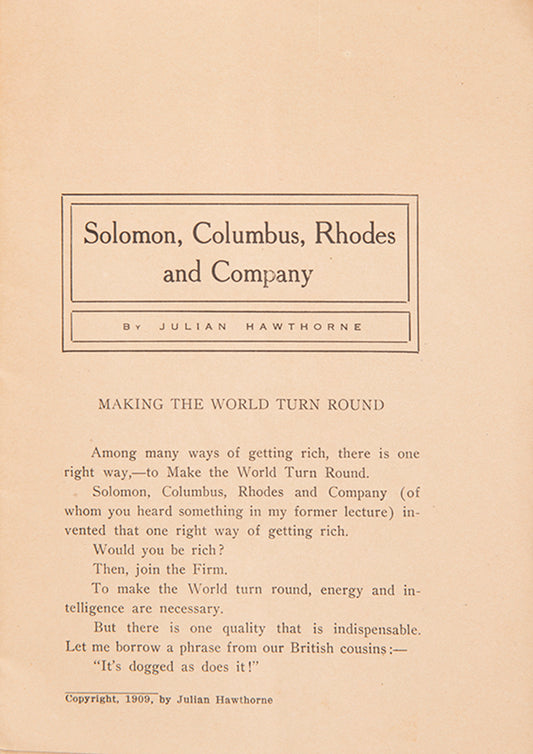 Solomon, Columbus, Rhodes
and Company
By JULIAN HAWTHORNE
MAKING THE WORLD TURN ROUND
Among many ways of getting rich, there is one
right way,—to Make the World Turn Round.
Solomon, Columbus, Rhodes and Company (of
whom you heard something in my former lecture) in-
vented that one right way of getting rich.
Would you be rich?
Then, join the Firm.
To make the World turn round, energy and in-
telligence are necessary.
But there is one quality that is indispensable.
Let me borrow a phrase from our British cousins:—
"It's dogged as does it!"
Copyright, 1909, by Julian Hawthorne